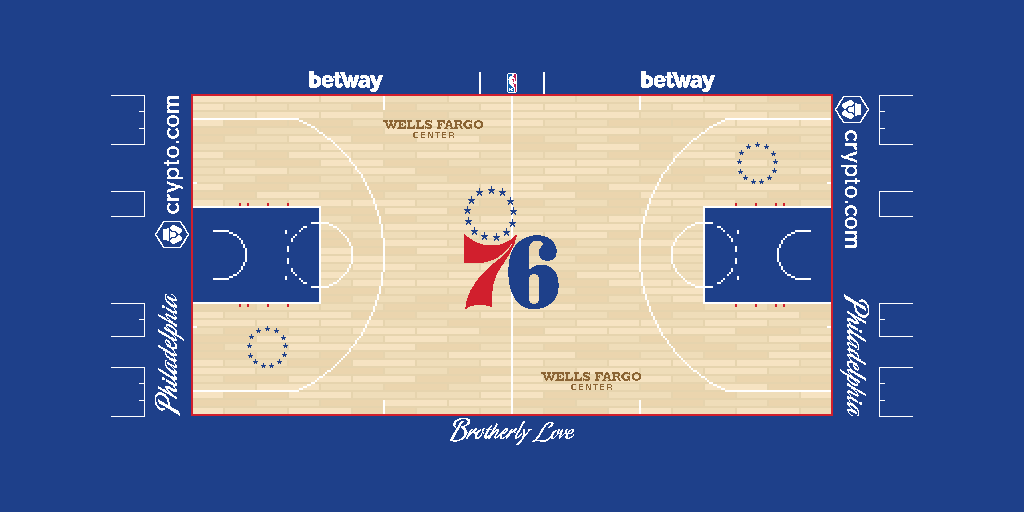 betway
betway
WELLS FARGO
CENTER
crypto.com
crypto.com
76
Philadelphia
Philadelphia
WELLS FARGO
CENTER
Brotherly Love